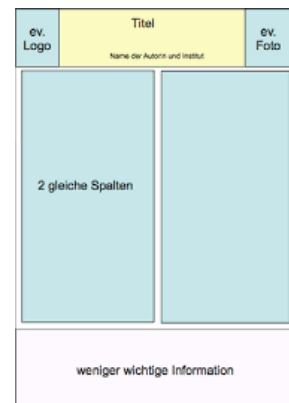 ev.
Logo
Titel
Name der Autorin und Institut
ev.
Foto
2 gleiche Spalten
weniger wichtige Information